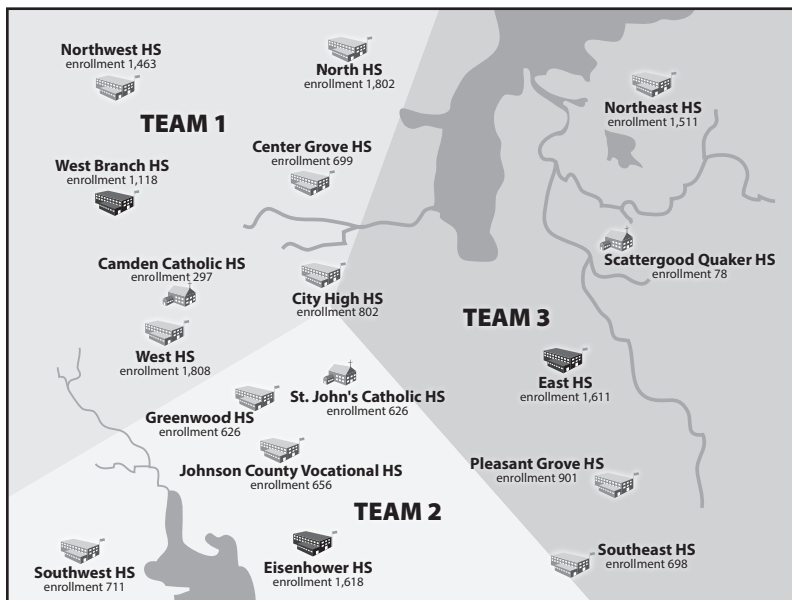 Northwest HS
enrollment 1,463
North HS
enrollment 1,802
Northeast HS
enrollment 1,511
TEAM 1
Center Grove HS
enrollment 699
West Branch HS
enrollment 1,118
Camden Catholic HS
enrollment 297
City High HS
enrollment 802
Scattergood Quaker HS
enrollment 78
TEAM 3
West HS
enrollment 1,808
East HS
enrollment 1,611
St. John's Catholic HS
enrollment 626
Greenwood HS
enrollment 626
Johnson County Vocational HS
enrollment 656
Pleasant Grove HS
enrollment 901
TEAM 2
Southwest HS
enrollment 711
Eisenhower HS
enrollment 1,618
Southeast HS
enrollment 698